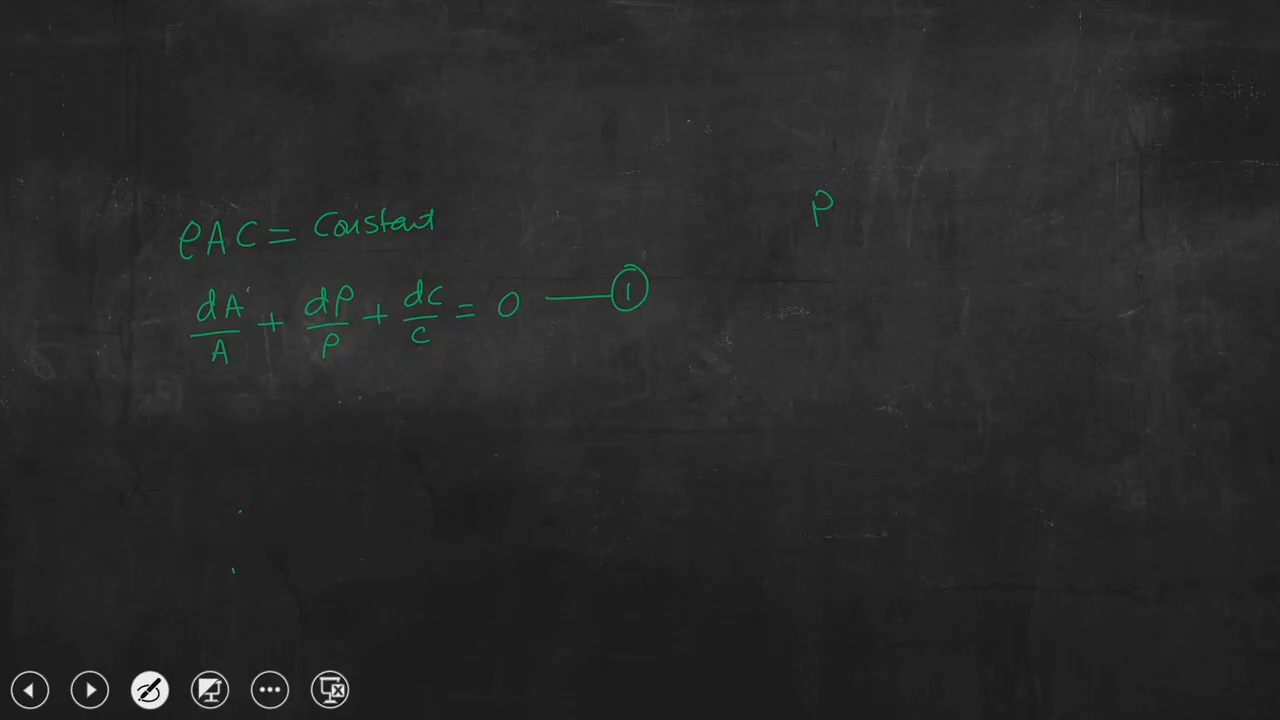 ρAC = Constant
dA/A + dρ/ρ + dC/C = 0 — ①
P